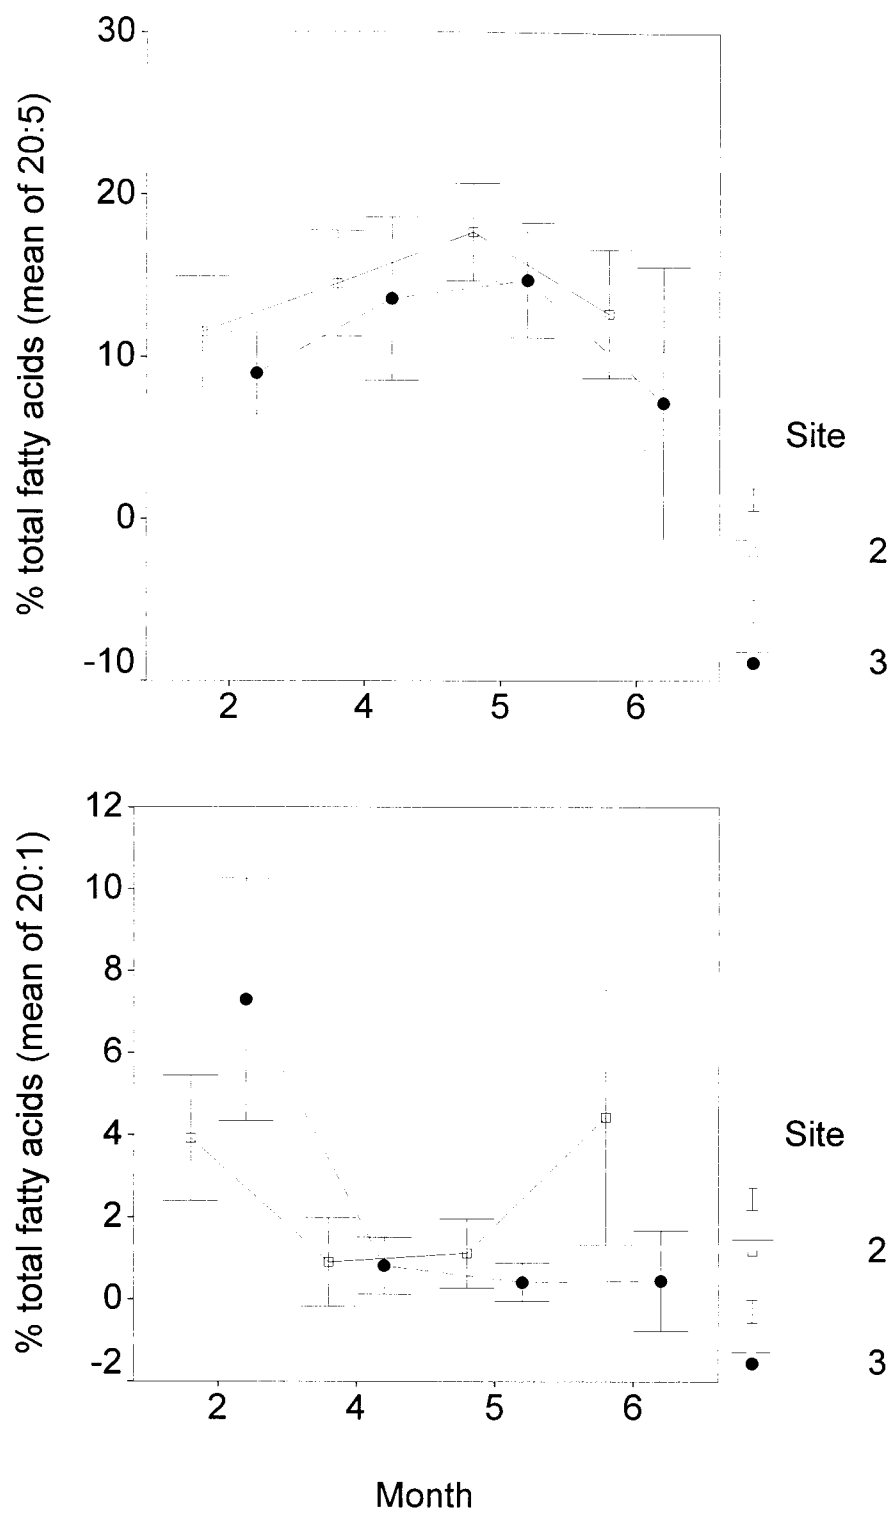 % total fatty acids (mean of 20:5)
30
20
10
0
-10
2 4 5 6
Site
2
3
% total fatty acids (mean of 20:1)
12
10
8
6
4
2
0
-2
2 4 5 6
Site
2
3
Month